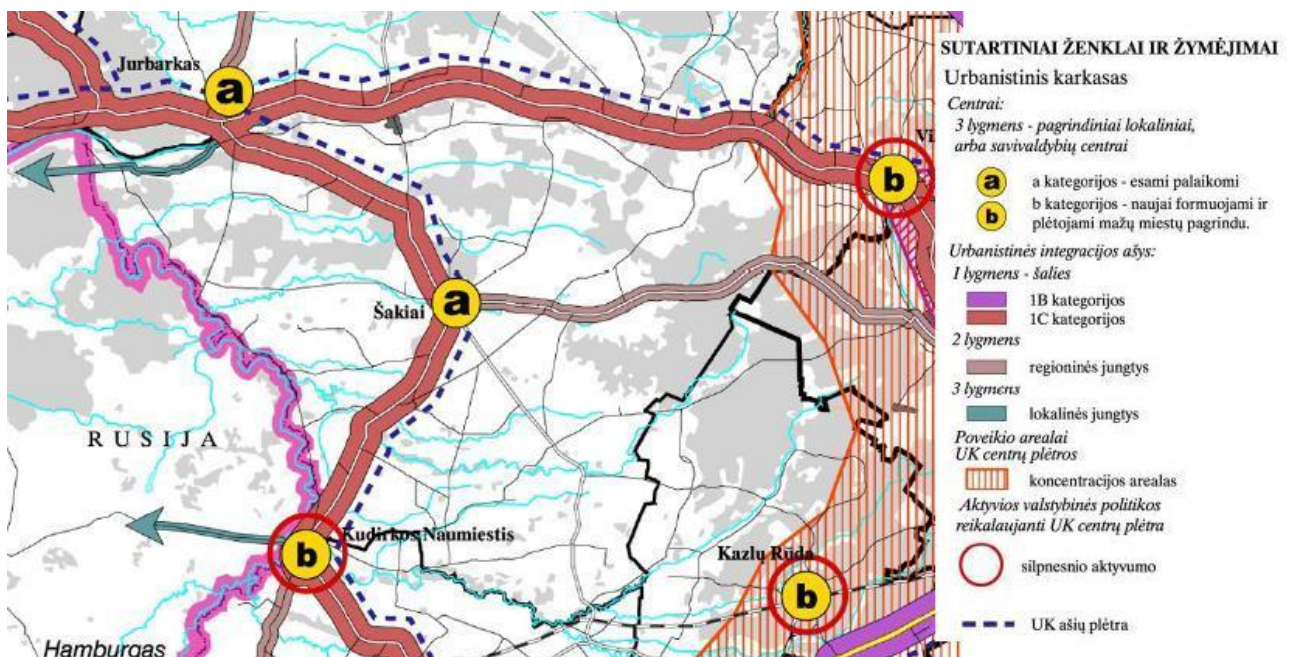 Jurbarkas
a
b
Šakiai
a
RUSIJA
Kudirkos Naumiestis
b
Kazlų Rūda
b
Hamburgas
SUTARTINIAI ŽENKLAI IR ŽYMĖJIMAI
Urbanistinis karkasas
Centrai:
3 lygmens - pagrindiniai lokaliniai,
arba savivaldybių centrai
a
a kategorijos - esami palaikomi
b
b kategorijos - naujai formuojami ir
plėtojami mažų miestų pagrindu.
Urbanistinės integracijos ašys:
I lygmens - šalies
1B kategorijos
1C kategorijos
2 lygmens
regioninės jungtys
3 lygmens
lokalinės jungtys
Poveikio arealai
UK centrų plėtros
koncentracijos arealas
Aktyvios valstybinės politikos
reikalaujanti UK centrų plėtra
silpnesnio aktyvumo
UK ašių plėtra